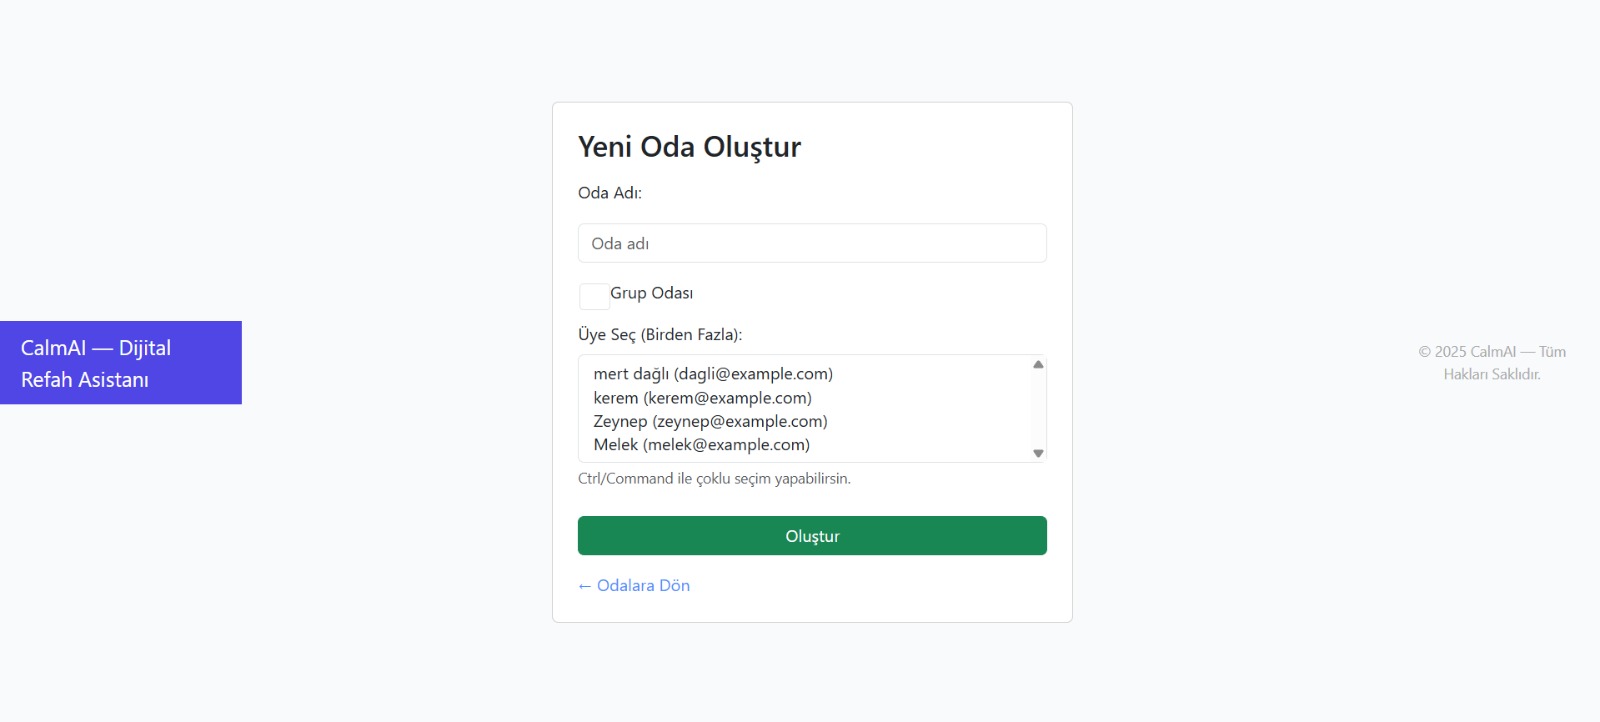 CalmAI — Dijital
Refah Asistanı
Yeni Oda Oluştur
Oda Adı:
Oda adı
Grup Odası
Üye Seç (Birden Fazla):
mert dağlı (dagli@example.com)
kerem (kerem@example.com)
Zeynep (zeynep@example.com)
Melek (melek@example.com)
Ctrl/Command ile çoklu seçim yapabilirsin.
Oluştur
← Odalara Dön
© 2025 CalmAI — Tüm
Hakları Saklıdır.